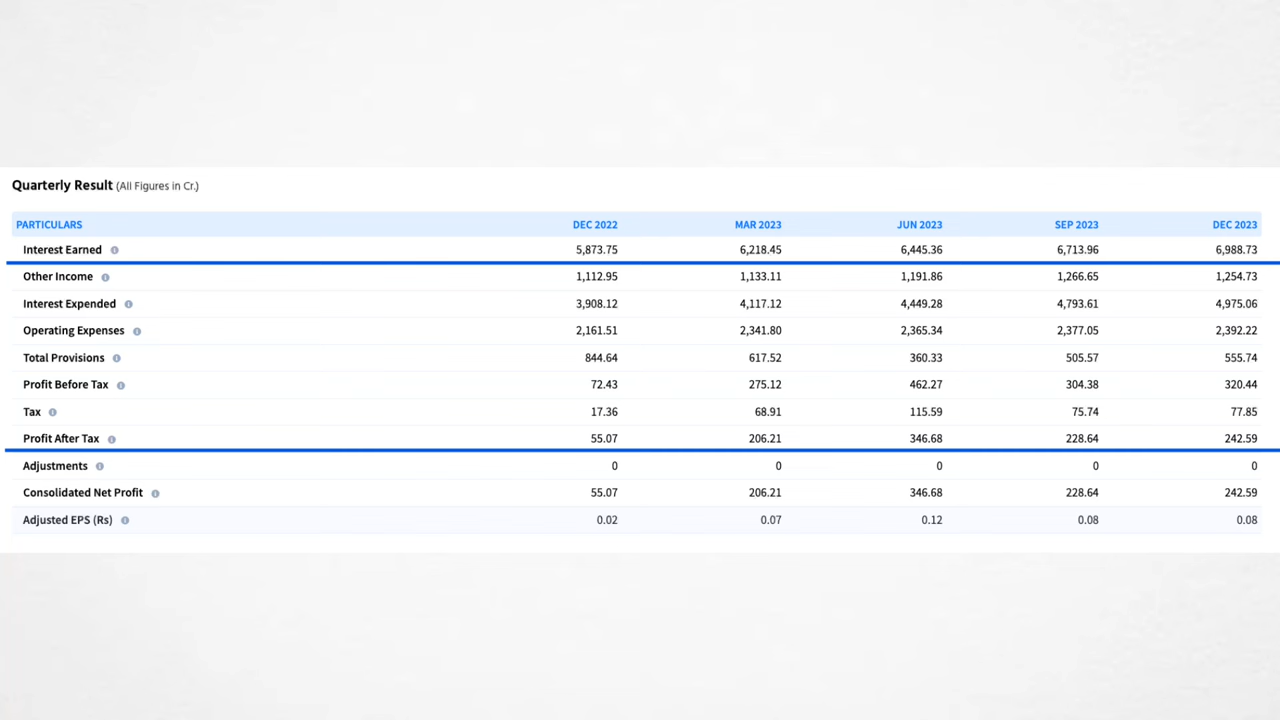 Quarterly Result (All Figures in Cr.)
PARTICULARS DEC 2022 MAR 2023 JUN 2023 SEP 2023 DEC 2023
Interest Earned 5,873.75 6,218.45 6,445.36 6,713.96 6,988.73
Other Income 1,112.95 1,133.11 1,191.86 1,266.65 1,254.73
Interest Expended 3,908.12 4,117.12 4,449.28 4,793.61 4,975.06
Operating Expenses 2,161.51 2,341.80 2,365.34 2,377.05 2,392.22
Total Provisions 844.64 617.52 360.33 505.57 555.74
Profit Before Tax 72.43 275.12 462.27 304.38 320.44
Tax 17.36 68.91 115.59 75.74 77.85
Profit After Tax 55.07 206.21 346.68 228.64 242.59
Adjustments 0 0 0 0 0
Consolidated Net Profit 55.07 206.21 346.68 228.64 242.59
Adjusted EPS (Rs) 0.02 0.07 0.12 0.08 0.08